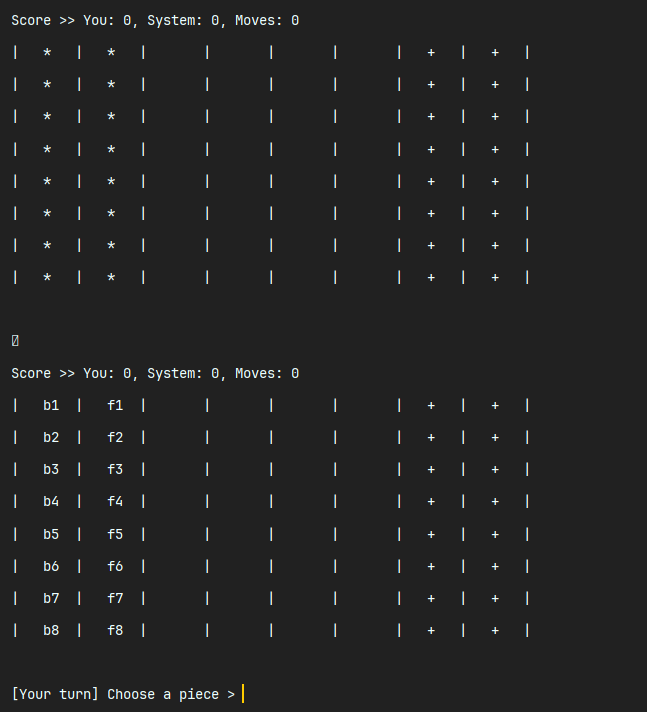 Score >> You: 0, System: 0, Moves: 0
|   *   |   *   |       |       |       |       |   +   |   +   |
|   *   |   *   |       |       |       |       |   +   |   +   |
|   *   |   *   |       |       |       |       |   +   |   +   |
|   *   |   *   |       |       |       |       |   +   |   +   |
|   *   |   *   |       |       |       |       |   +   |   +   |
|   *   |   *   |       |       |       |       |   +   |   +   |
|   *   |   *   |       |       |       |       |   +   |   +   |
|   *   |   *   |       |       |       |       |   +   |   +   |
Score >> You: 0, System: 0, Moves: 0
|   b1  |   f1  |       |       |       |       |   +   |   +   |
|   b2  |   f2  |       |       |       |       |   +   |   +   |
|   b3  |   f3  |       |       |       |       |   +   |   +   |
|   b4  |   f4  |       |       |       |       |   +   |   +   |
|   b5  |   f5  |       |       |       |       |   +   |   +   |
|   b6  |   f6  |       |       |       |       |   +   |   +   |
|   b7  |   f7  |       |       |       |       |   +   |   +   |
|   b8  |   f8  |       |       |       |       |   +   |   +   |
[Your turn] Choose a piece >